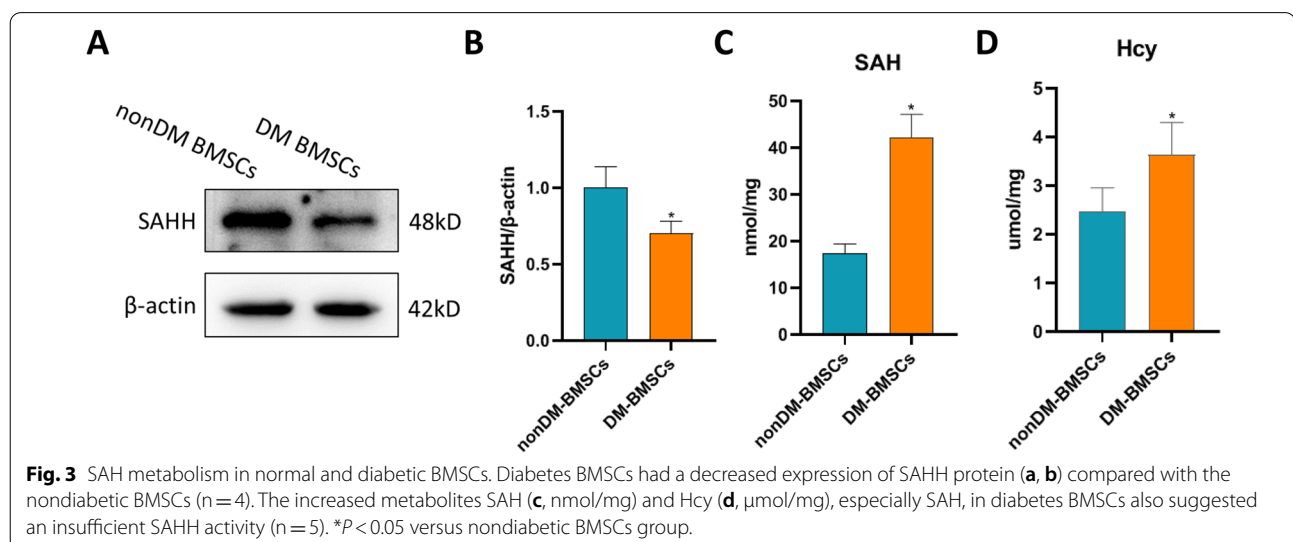 A
nonDM BMSCs
DM BMSCs
SAHH
48kD
β-actin
42kD
B
SAHH/β-actin
1.5
1.0
0.5
0.0
*
nonDM-BMSCs
DM-BMSCs
C
SAH
nmol/mg
50
40
30
20
10
0
*
nonDM-BMSCs
DM-BMSCs
D
Hcy
umol/mg
5
4
3
2
1
0
*
nonDM-BMSCs
DM-BMSCs
Fig. 3 SAH metabolism in normal and diabetic BMSCs. Diabetes BMSCs had a decreased expression of SAHH protein (a, b) compared with the
nondiabetic BMSCs (n = 4). The increased metabolites SAH (c, nmol/mg) and Hcy (d, µmol/mg), especially SAH, in diabetes BMSCs also suggested
an insufficient SAHH activity (n = 5). *P < 0.05 versus nondiabetic BMSCs group.